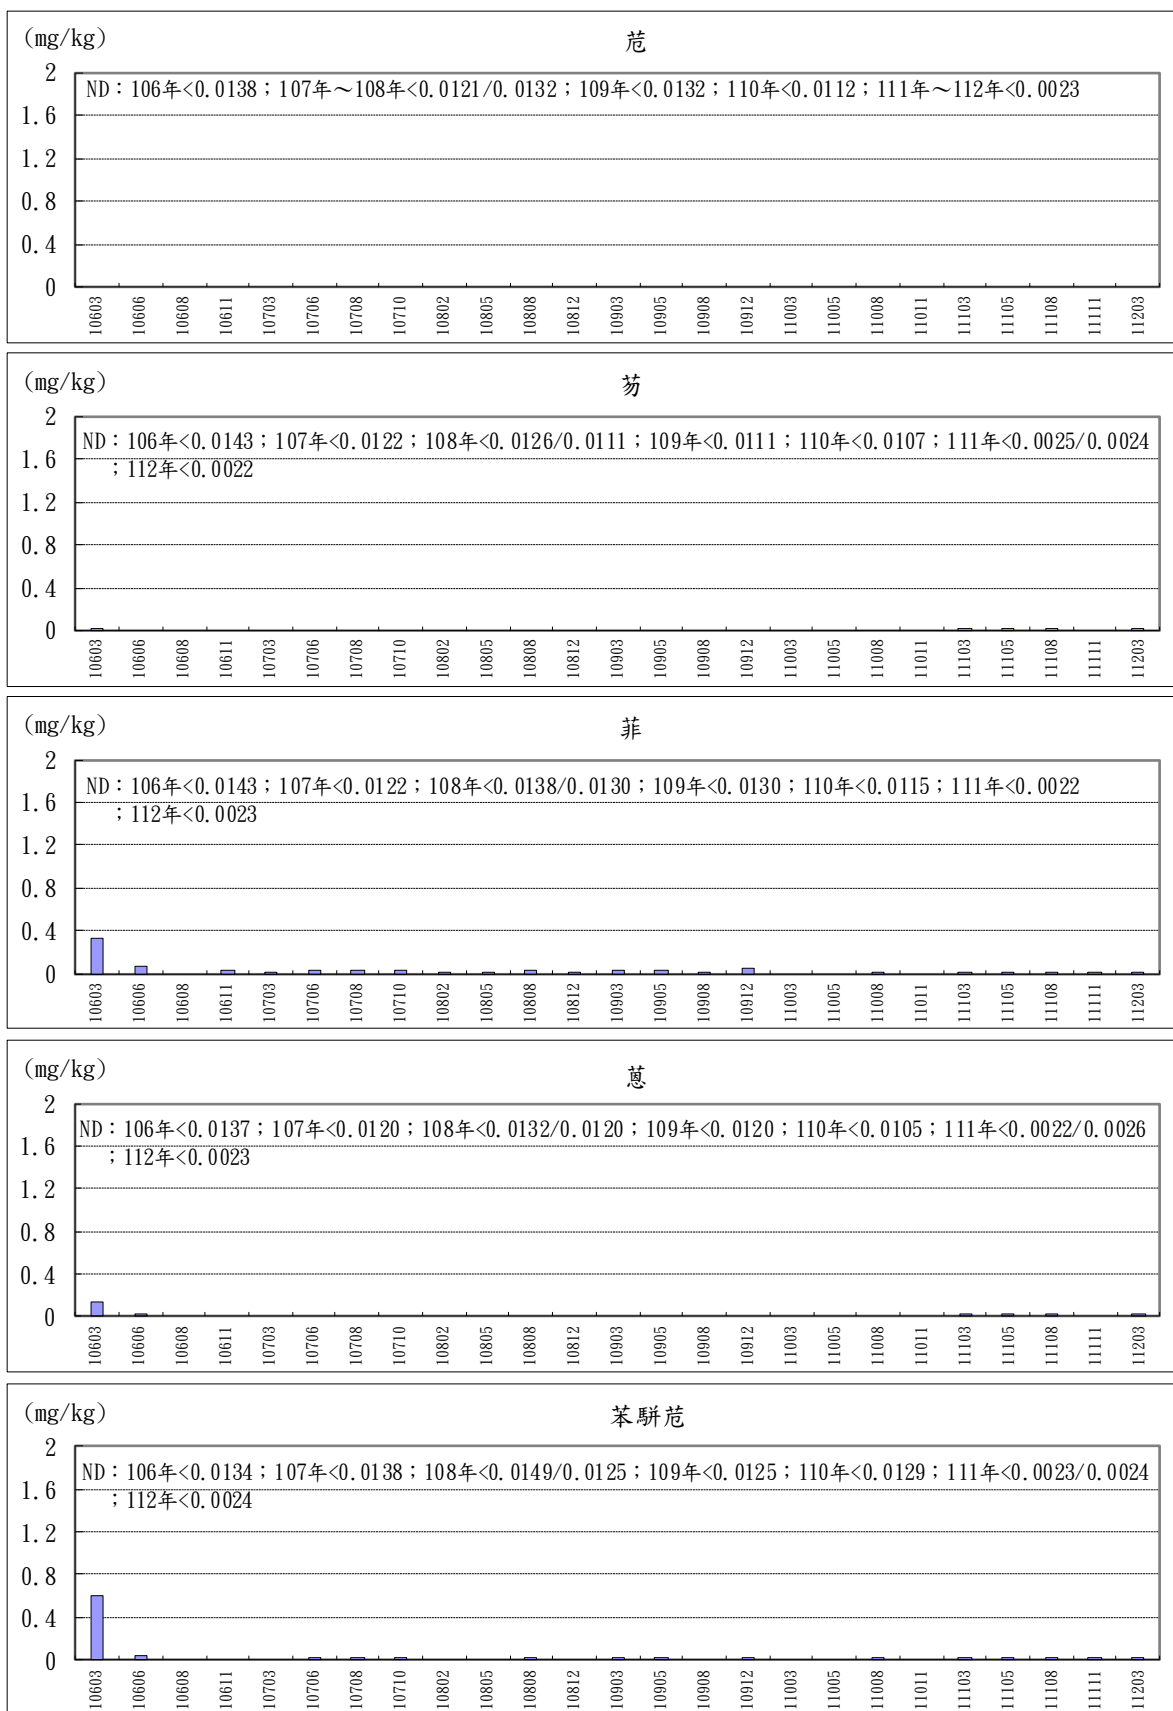 (mg/kg)
苊
2
ND：106年<0.0138；107年～108年<0.0121/0.0132；109年<0.0132；110年<0.0112；111年～112年<0.0023
1.6
1.2
0.8
0.4
0
10603 10606 10608 10611 10703 10706 10708 10710 10802 10805 10808 10812 10903 10905 10908 10912 11003 11005 11008 11011 11103 11105 11108 11111 11203
(mg/kg)
芴
2
ND：106年<0.0143；107年<0.0122；108年<0.0126/0.0111；109年<0.0111；110年<0.0107；111年<0.0025/0.0024
1.6
；112年<0.0022
1.2
0.8
0.4
0
10603 10606 10608 10611 10703 10706 10708 10710 10802 10805 10808 10812 10903 10905 10908 10912 11003 11005 11008 11011 11103 11105 11108 11111 11203
(mg/kg)
菲
2
ND：106年<0.0143；107年<0.0122；108年<0.0138/0.0130；109年<0.0130；110年<0.0115；111年<0.0022
1.6
；112年<0.0023
1.2
0.8
0.4
0
10603 10606 10608 10611 10703 10706 10708 10710 10802 10805 10808 10812 10903 10905 10908 10912 11003 11005 11008 11011 11103 11105 11108 11111 11203
(mg/kg)
蒽
2
ND：106年<0.0137；107年<0.0120；108年<0.0132/0.0120；109年<0.0120；110年<0.0105；111年<0.0022/0.0026
1.6
；112年<0.0023
1.2
0.8
0.4
0
10603 10606 10608 10611 10703 10706 10708 10710 10802 10805 10808 10812 10903 10905 10908 10912 11003 11005 11008 11011 11103 11105 11108 11111 11203
(mg/kg)
苯駢苊
2
ND：106年<0.0134；107年<0.0138；108年<0.0149/0.0125；109年<0.0125；110年<0.0129；111年<0.0023/0.0024
1.6
；112年<0.0024
1.2
0.8
0.4
0
10603 10606 10608 10611 10703 10706 10708 10710 10802 10805 10808 10812 10903 10905 10908 10912 11003 11005 11008 11011 11103 11105 11108 11111 11203